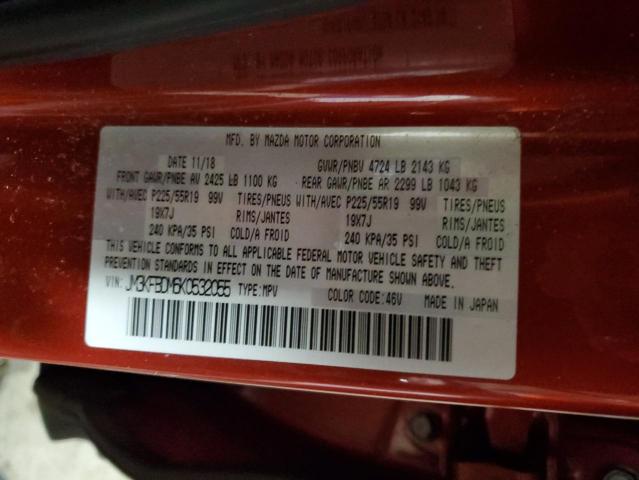 MFD. BY MAZDA MOTOR CORPORATION
DATE 11/18 GVWR/PNBV 4724 LB 2143 KG
FRONT GAWR/PNBE AV 2425 LB 1100 KG REAR GAWR/PNBE AR 2299 LB 1043 KG
WITH/AVEC P225/55R19 99V TIRES/PNEUS WITH/AVEC P225/55R19 99V TIRES/PNEUS
19X7J RIMS/JANTES 19X7J RIMS/JANTES
240 KPA/35 PSI COLD/A FROID 240 KPA/35 PSI COLD/A FROID
THIS VEHICLE CONFORMS TO ALL APPLICABLE FEDERAL MOTOR VEHICLE SAFETY AND THEFT
PREVENTION STANDARDS IN EFFECT ON THE DATE OF MANUFACTURE SHOWN ABOVE.
VIN: JM3KFBDM6K0532055 TYPE:MPV COLOR CODE:46V MADE IN JAPAN